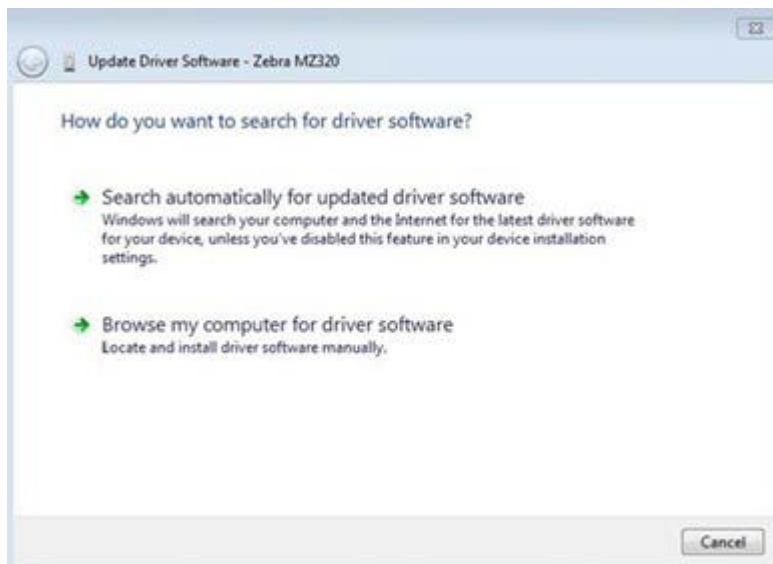 Update Driver Software - Zebra MZ320
How do you want to search for driver software?
Search automatically for updated driver software
Windows will search your computer and the Internet for the latest driver software
for your device, unless you've disabled this feature in your device installation
settings.
Browse my computer for driver software
Locate and install driver software manually.
Cancel